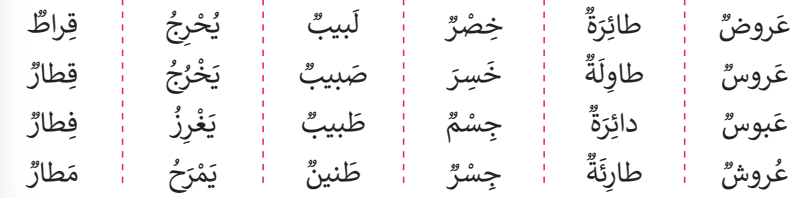 عَروضٌ طائِرَةٌ خِصْرٌ لَبيبٌ يُحْرِجُ قِراطٌ
عَروسٌ طاوِلَةٌ خَسِرَ صَبيبٌ يَخْرُجُ قِطارٌ
عَبوسٌ دائِرَةٌ جِسْمٌ طَبيبٌ يَغْرِزُ فِطارٌ
عُروشٌ طارِئَةٌ جِسْرٌ طَنينٌ يَمْرَحُ مَطارٌ